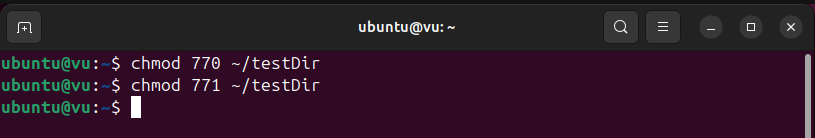 ubuntu@vu: ~
ubuntu@vu:~$ chmod 770 ~/testDir
ubuntu@vu:~$ chmod 771 ~/testDir
ubuntu@vu:~$